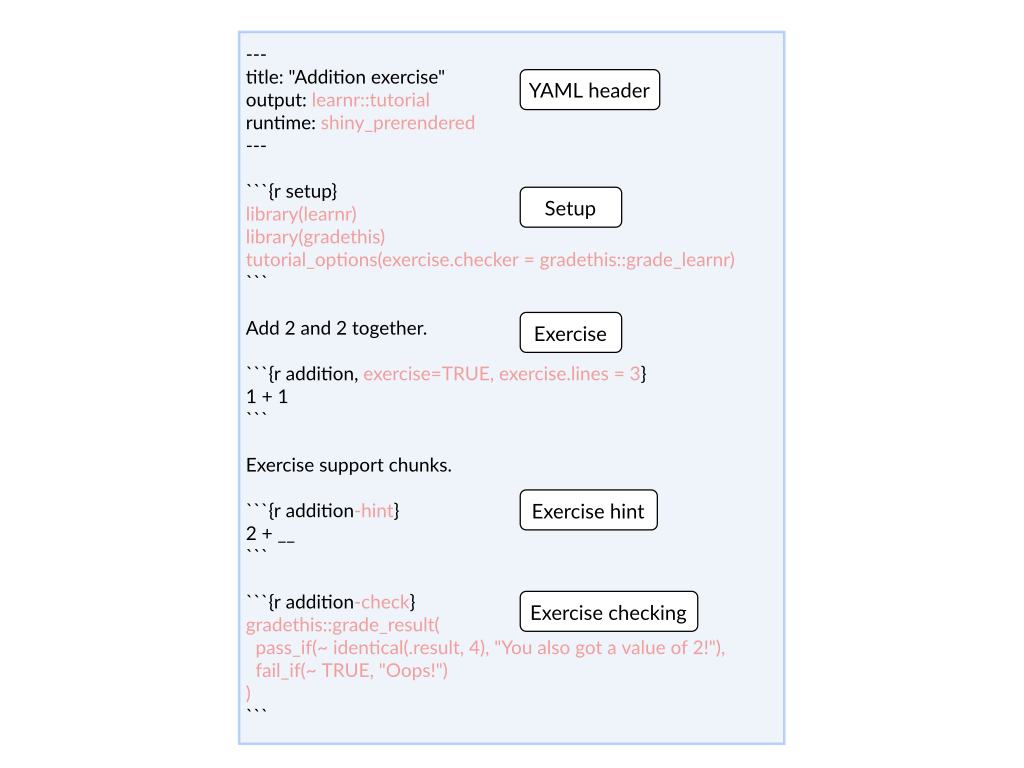 ---
title: "Addition exercise"
YAML header
output: learnr::tutorial
runtime: shiny_prerendered
---
```{r setup}
Setup
library(learnr)
library(gradethis)
tutorial_options(exercise.checker = gradethis::grade_learnr)
```
Add 2 and 2 together.
Exercise
```{r addition, exercise=TRUE, exercise.lines = 3}
1 + 1
```
Exercise support chunks.
```{r addition-hint}
Exercise hint
2 + __
```
```{r addition-check}
Exercise checking
gradethis::grade_result(
  pass_if(~ identical(.result, 4), "You also got a value of 2!"),
  fail_if(~ TRUE, "Oops!")
)
```